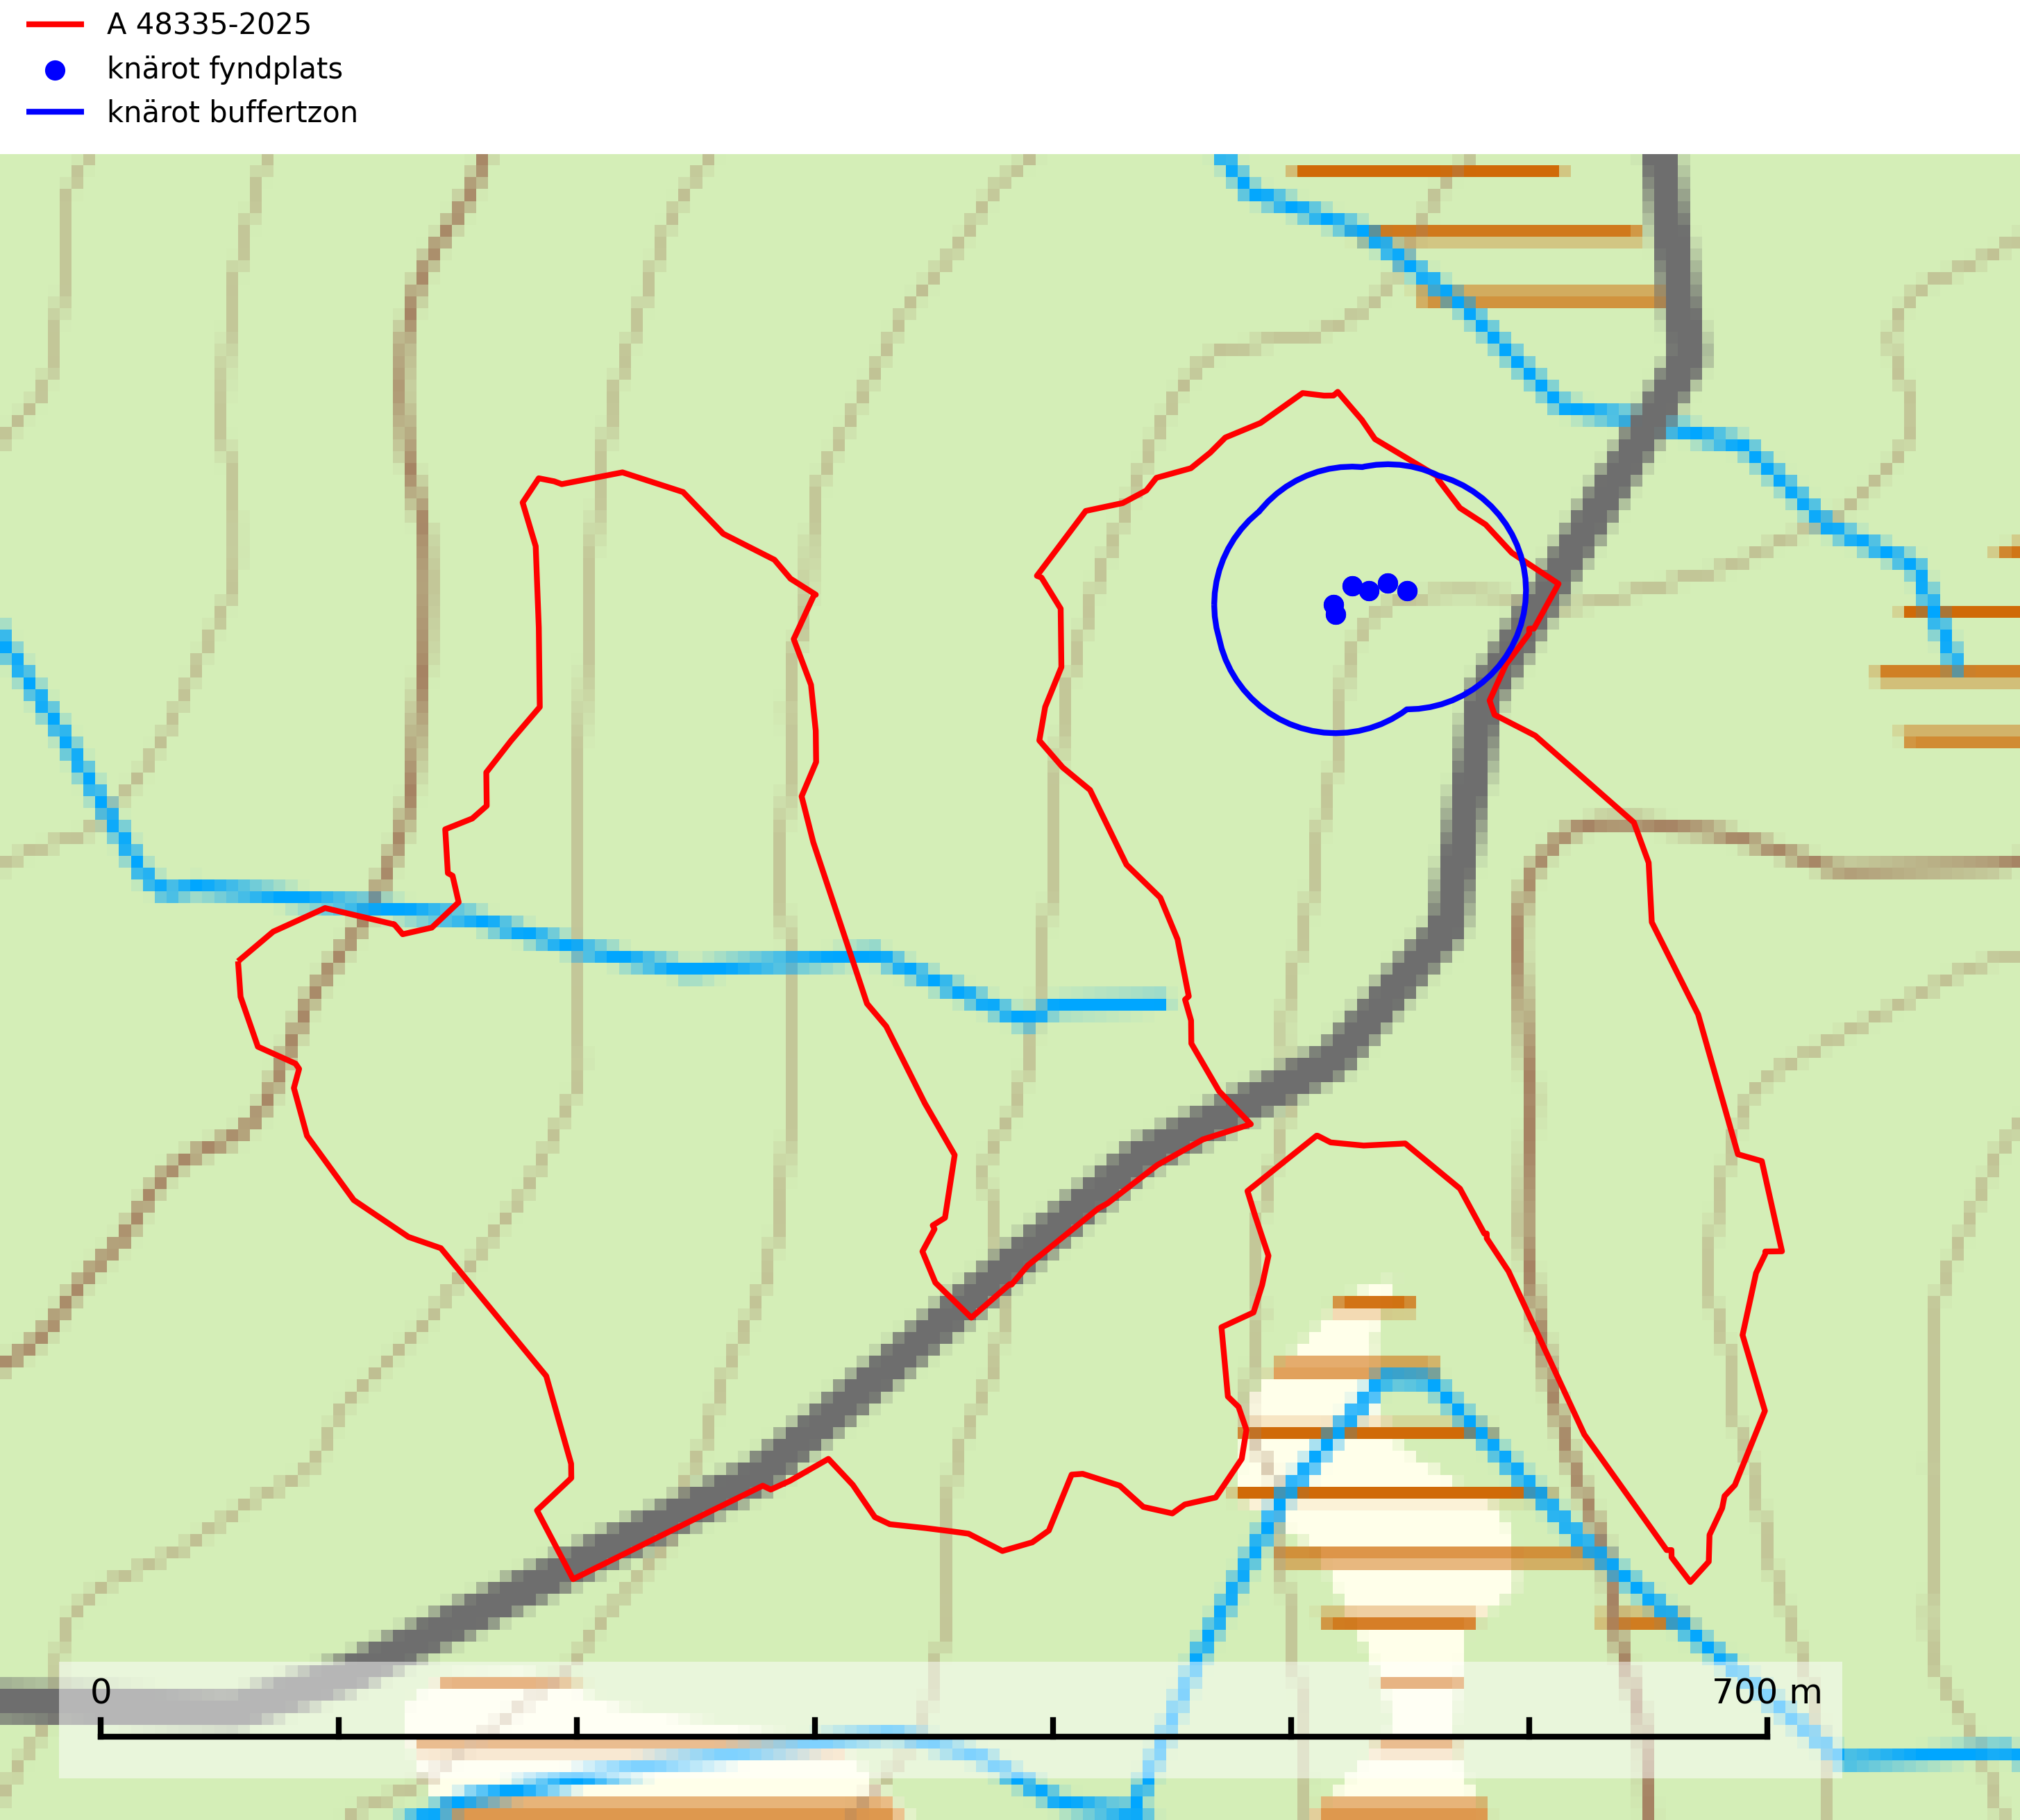 A 48335-2025
knärot fyndplats
knärot buffertzon
0
700 m